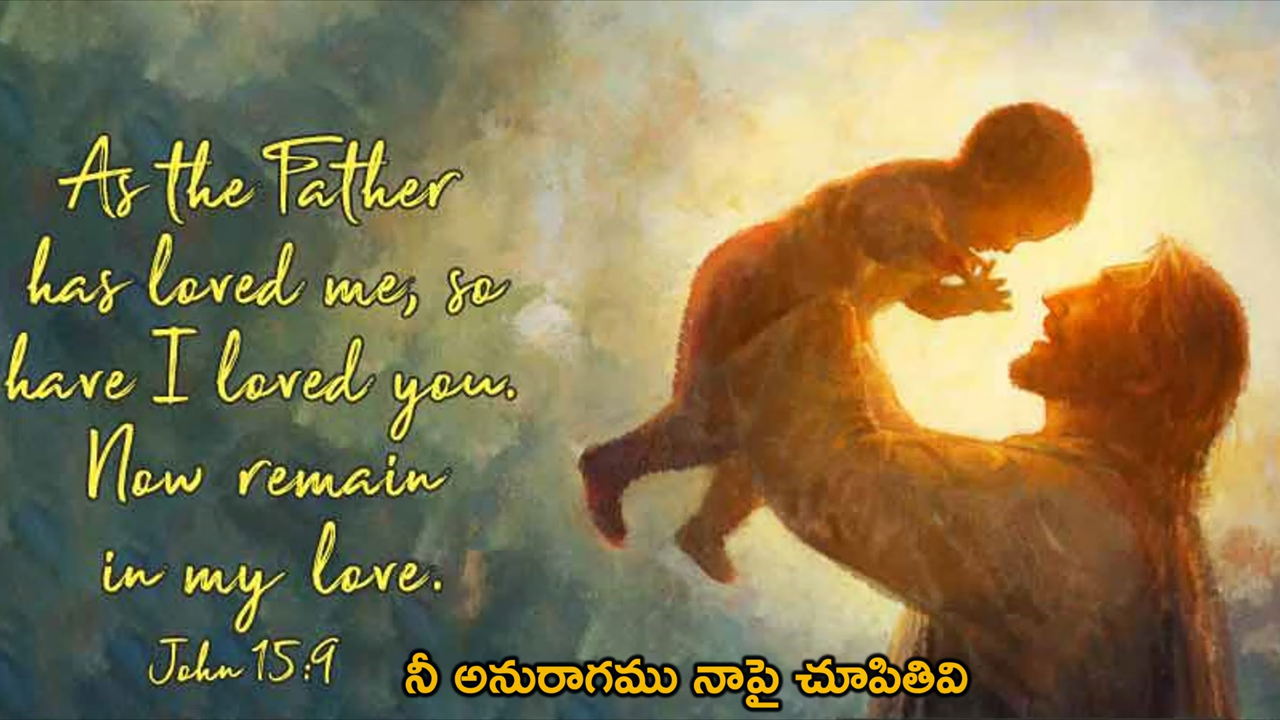 As the Father
has loved me, so
have I loved you.
Now remain
in my love.
John 15:9
నీ అనురాగము నాపై చూపితివి